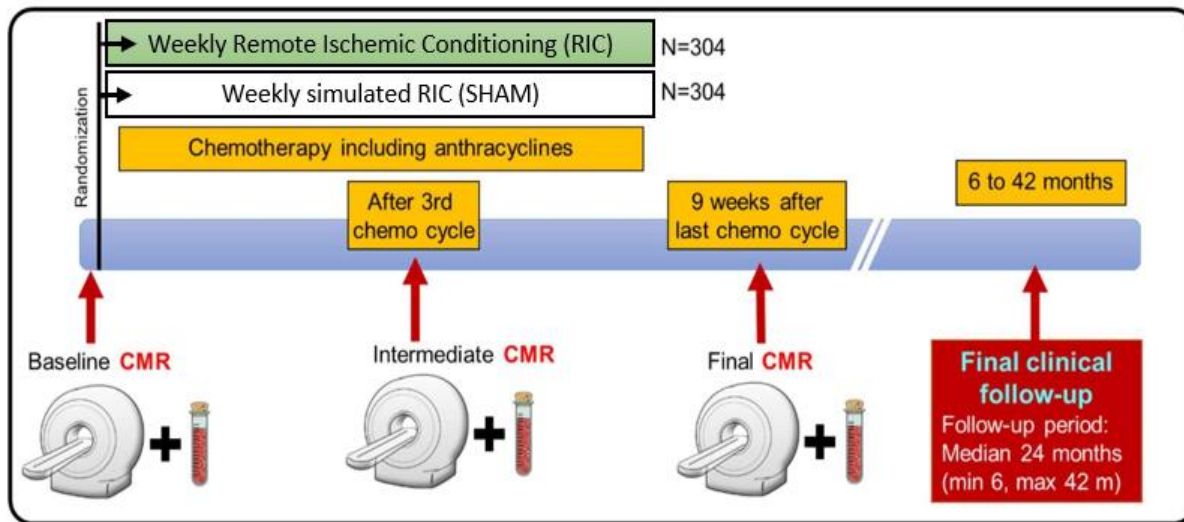 Weekly Remote Ischemic Conditioning (RIC)
N=304
Weekly simulated RIC (SHAM)
N=304
Randomization
Chemotherapy including anthracyclines
After 3rd
chemo cycle
9 weeks after
last chemo cycle
6 to 42 months
Baseline CMR
Intermediate CMR
Final CMR
Final clinical
follow-up
Follow-up period:
Median 24 months
(min 6, max 42 m)